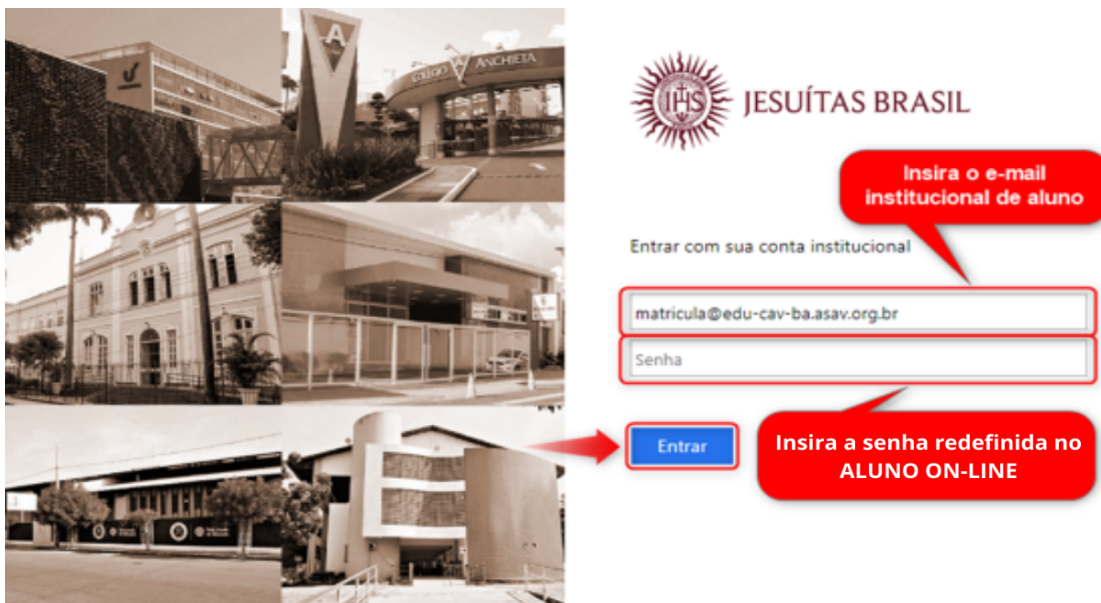 A
COLÉGIO ANCHIETA
IHS
JESUÍTAS BRASIL
Insira o e-mail
institucional de aluno
Entrar com sua conta institucional
matricula@edu-cav-ba.asav.org.br
Senha
Entrar
Insira a senha redefinida no
ALUNO ON-LINE